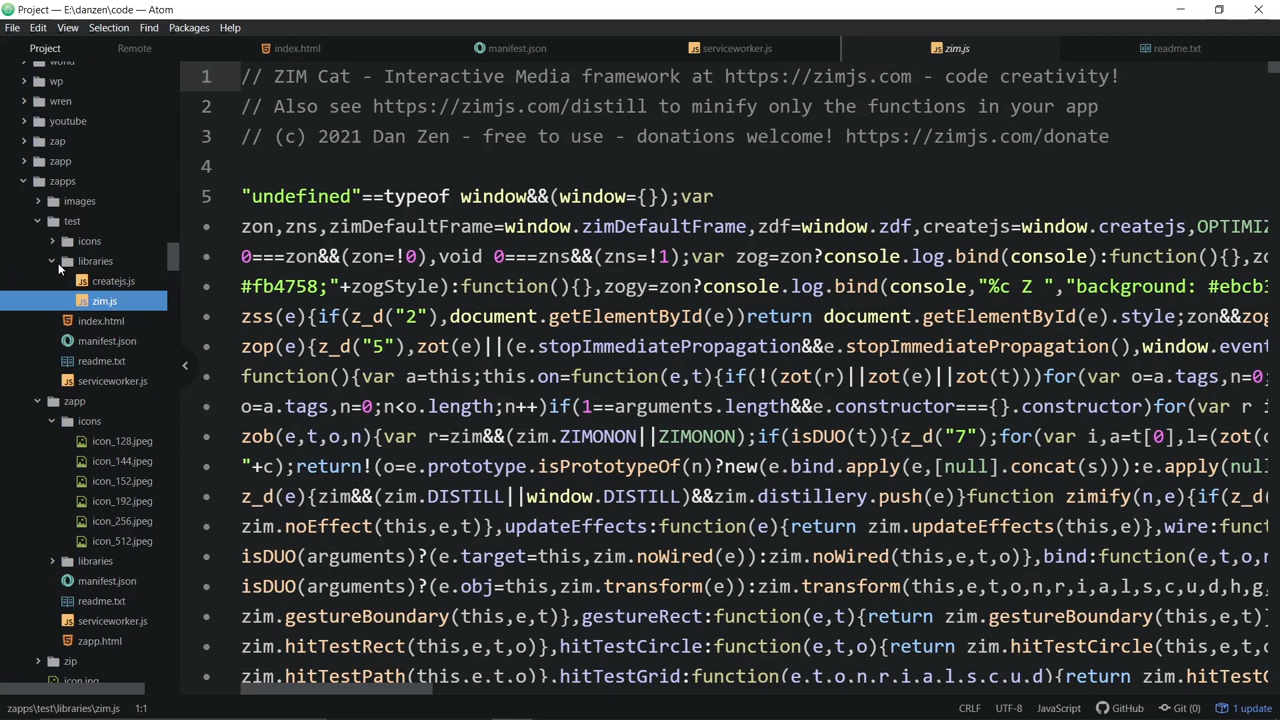 Project — E:\danzen\code — Atom
File Edit View Selection Find Packages Help
Project Remote index.html manifest.json serviceworker.js zim.js readme.txt
wp
wren
youtube
zap
zapp
zapps
images
test
icons
libraries
createjs.js
zim.js
index.html
manifest.json
readme.txt
serviceworker.js
zapp
icons
icon_128.jpeg
icon_144.jpeg
icon_152.jpeg
icon_192.jpeg
icon_256.jpeg
icon_512.jpeg
libraries
manifest.json
readme.txt
serviceworker.js
zapp.html
zip
icon.jpg
1 // ZIM Cat - Interactive Media framework at https://zimjs.com - code creativity!
2 // Also see https://zimjs.com/distill to minify only the functions in your app
3 // (c) 2021 Dan Zen - free to use - donations welcome! https://zimjs.com/donate
4
5 "undefined"==typeof window&&(window={});var
zon,zns,zimDefaultFrame=window.zimDefaultFrame,zdf=window.zdf,createjs=window.createjs,OPTIMIZ
0===zon&&(zon=!0),void 0===zns&&(zns=!1);var zog=zon?console.log.bind(console):function(){},zo
#fb4758;"+zogStyle):function(){},zogy=zon?console.log.bind(console,"%c Z ","background: #ebcb3
zss(e){if(z_d("2"),document.getElementById(e))return document.getElementById(e).style;zon&&zog
zop(e){z_d("5"),zot(e)||(e.stopImmediatePropagation&&e.stopImmediatePropagation(),window.event
function(){var a=this;this.on=function(e,t){if(!(zot(r)||zot(e)||zot(t)))for(var o=a.tags,n=0;
o=a.tags,n=0;n<o.length;n++)if(1==arguments.length&&e.constructor==={}.constructor)for(var r i
zob(e,t,o,n){var r=zim&&(zim.ZIMONON||ZIMONON);if(isDUO(t)){z_d("7");for(var i,a=t[0],l=(zot(o
"+c);return!(o=e.prototype.isPrototypeOf(n)?new(e.bind.apply(e,[null].concat(s))):e.apply(null
z_d(e){zim&&(zim.DISTILL||window.DISTILL)&&zim.distillery.push(e)}function zimify(n,e){if(z_d(
zim.noEffect(this,e,t)},updateEffects:function(e){return zim.updateEffects(this,e)},wire:funct
isDUO(arguments)?(e.target=this,zim.noWired(e)):zim.noWired(this,e,t,o)},bind:function(e,t,o,n
isDUO(arguments)?(e.obj=this,zim.transform(e)):zim.transform(this,e,t,o,n,r,i,a,l,s,c,u,d,h,g,
zim.gestureBoundary(this,e,t)},gestureRect:function(e,t){return zim.gestureBoundary(this,e,t)}
zim.hitTestRect(this,e,t,o)},hitTestCircle:function(e,t,o){return zim.hitTestCircle(this,e,t,o
zim.hitTestPath(this,e,t,o)},hitTestGrid:function(e,t,o,n,r,i,a,l,s,c,u,d){return zim.hitTestG
zapps\test\libraries\zim.js 1:1 CRLF UTF-8 JavaScript GitHub Git (0) 1 update